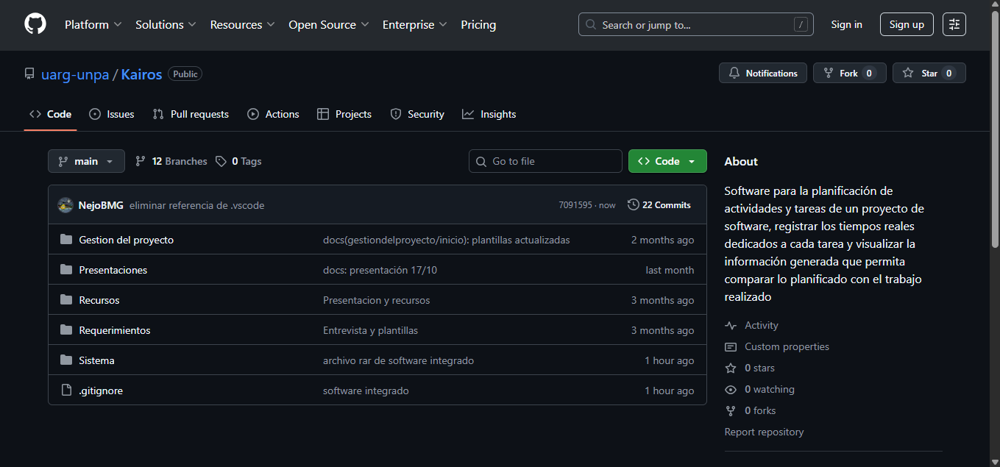 Platform Solutions Resources Open Source Enterprise Pricing Search or jump to... / Sign in Sign up
uarg-unpa / Kairos Public Notifications Fork 0 Star 0
Code Issues Pull requests Actions Projects Security Insights
main 12 Branches 0 Tags Go to file Code
NejoBMG eliminar referencia de .vscode 7091595 · now 22 Commits
Gestion del proyecto docs(gestiondelproyecto/inicio): plantillas actualizadas 2 months ago
Presentaciones docs: presentación 17/10 last month
Recursos Presentacion y recursos 3 months ago
Requerimientos Entrevista y plantillas 3 months ago
Sistema archivo rar de software integrado 1 hour ago
.gitignore software integrado 1 hour ago
About
Software para la planificación de
actividades y tareas de un proyecto de
software, registrar los tiempos reales
dedicados a cada tarea y visualizar la
información generada que permita
comparar lo planificado con el trabajo
realizado
Activity
Custom properties
0 stars
0 watching
0 forks
Report repository